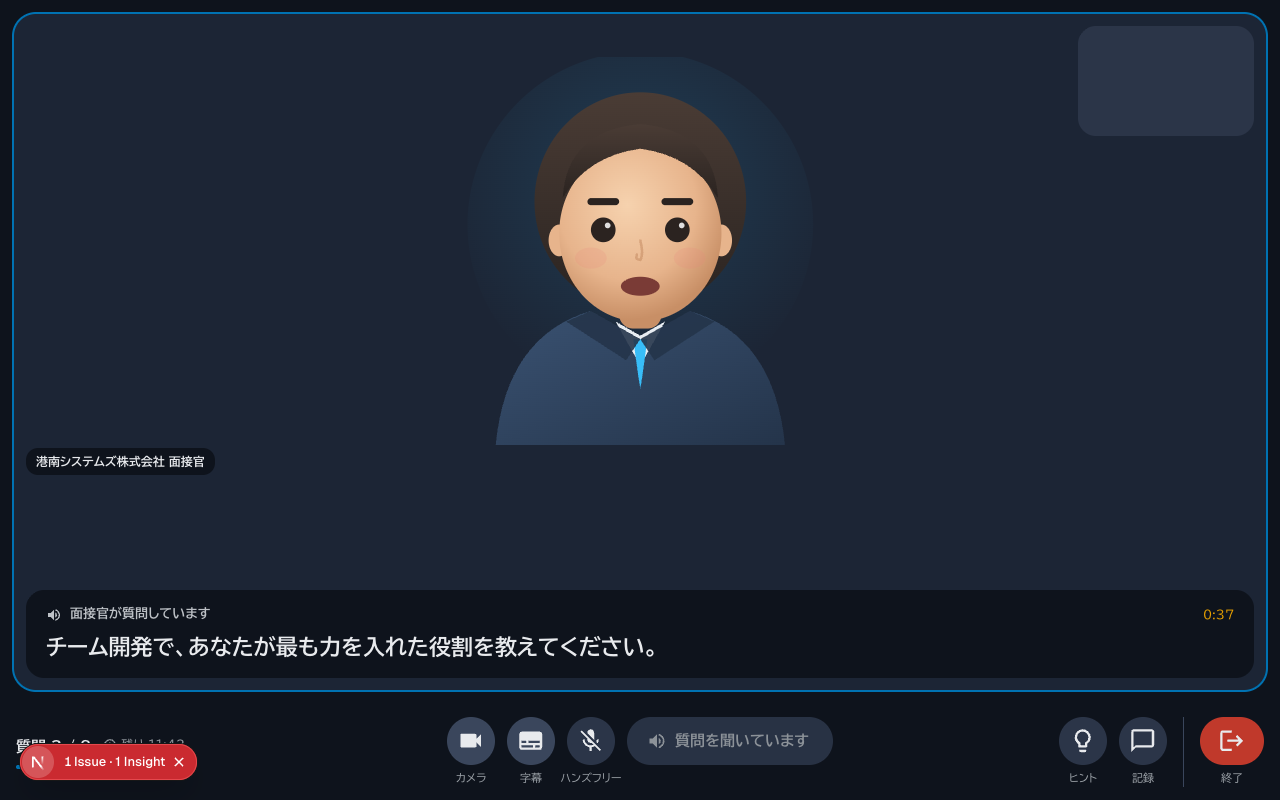 港南システムズ株式会社 面接官
面接官が質問しています
0:37
チーム開発で、あなたが最も力を入れた役割を教えてください。
1 Issue · 1 Insight
質問を聞いています
カメラ
字幕
ハンズフリー
ヒント
記録
終了